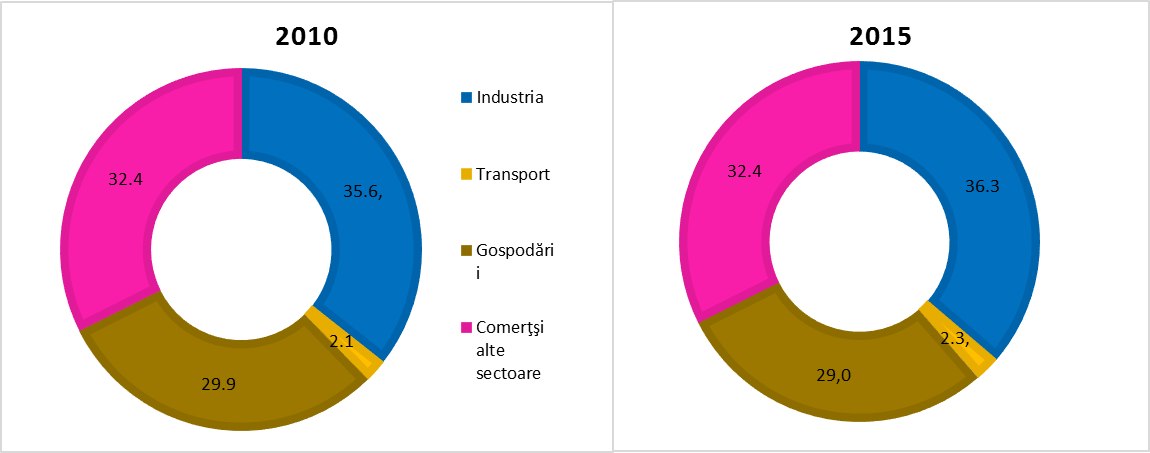 2010
32.4
35.6,
2.1
29.9
Industria
Transport
Gospodări
i
Comerţşi
alte
sectoare
2015
32.4
36.3
2.3,
29,0